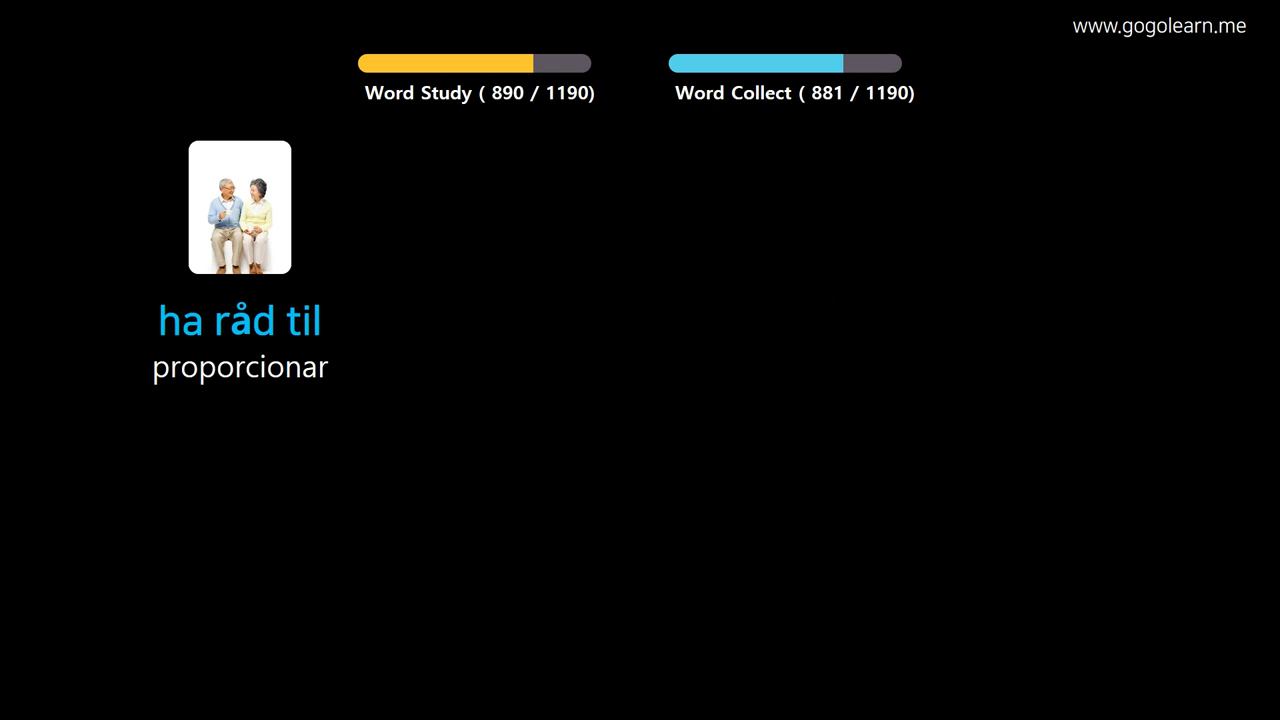 www.gogolearn.me
Word Study ( 890 / 1190)
Word Collect ( 881 / 1190)
ha råd til
proporcionar